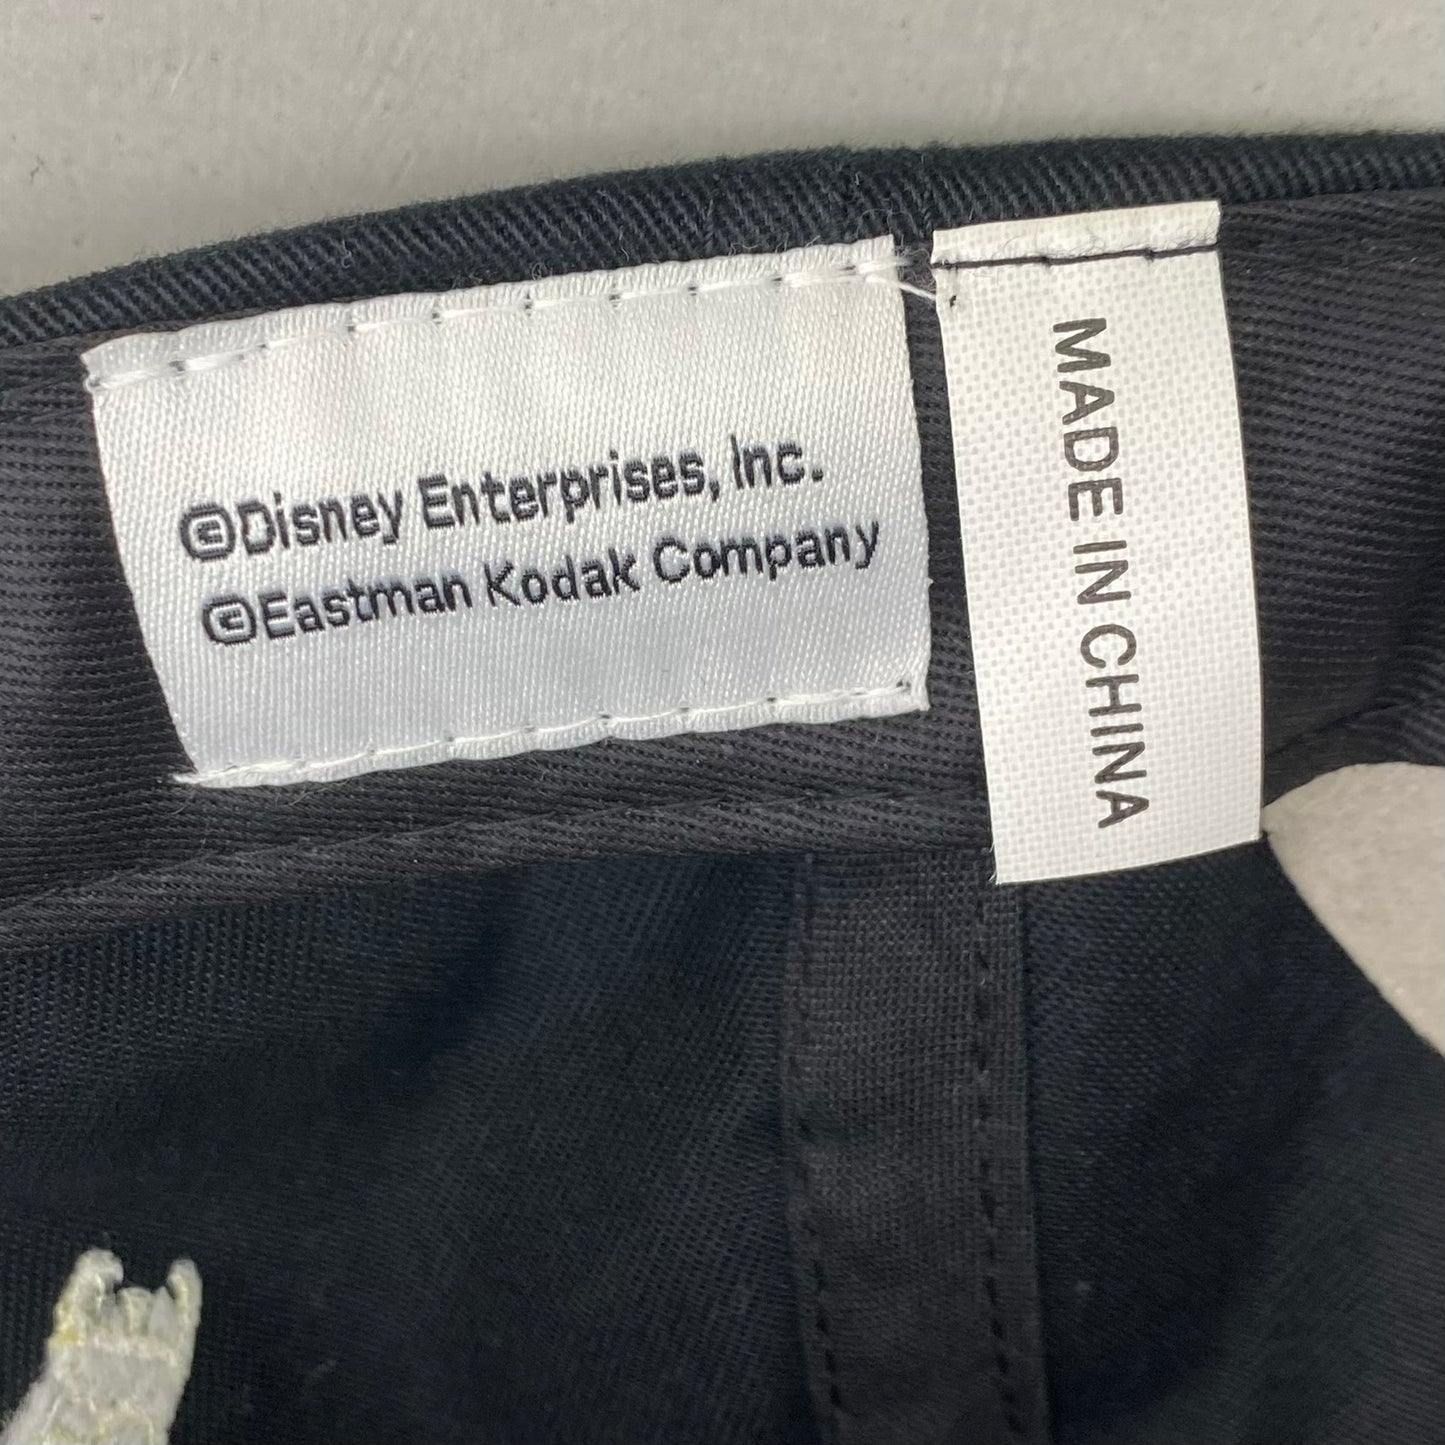 ©Disney Enterprises, Inc.
©Eastman Kodak Company
MADE IN CHINA